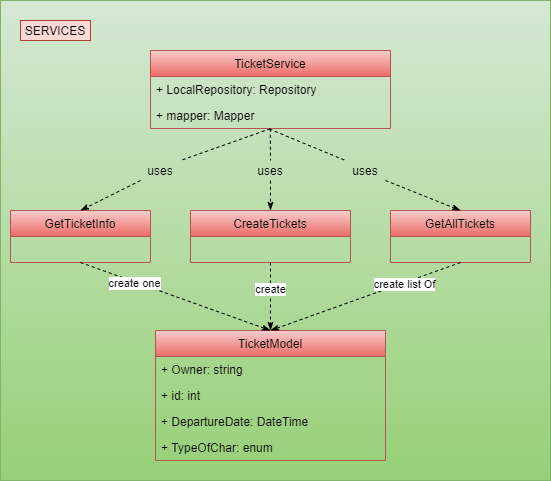 SERVICES
TicketService
+ LocalRepository: Repository
+ mapper: Mapper
uses
uses
uses
GetTicketInfo
CreateTickets
GetAllTickets
create one
create
create list Of
TicketModel
+ Owner: string
+ id: int
+ DepartureDate: DateTime
+ TypeOfChar: enum